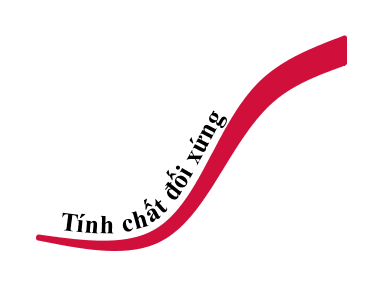 Tính chất đối xứng